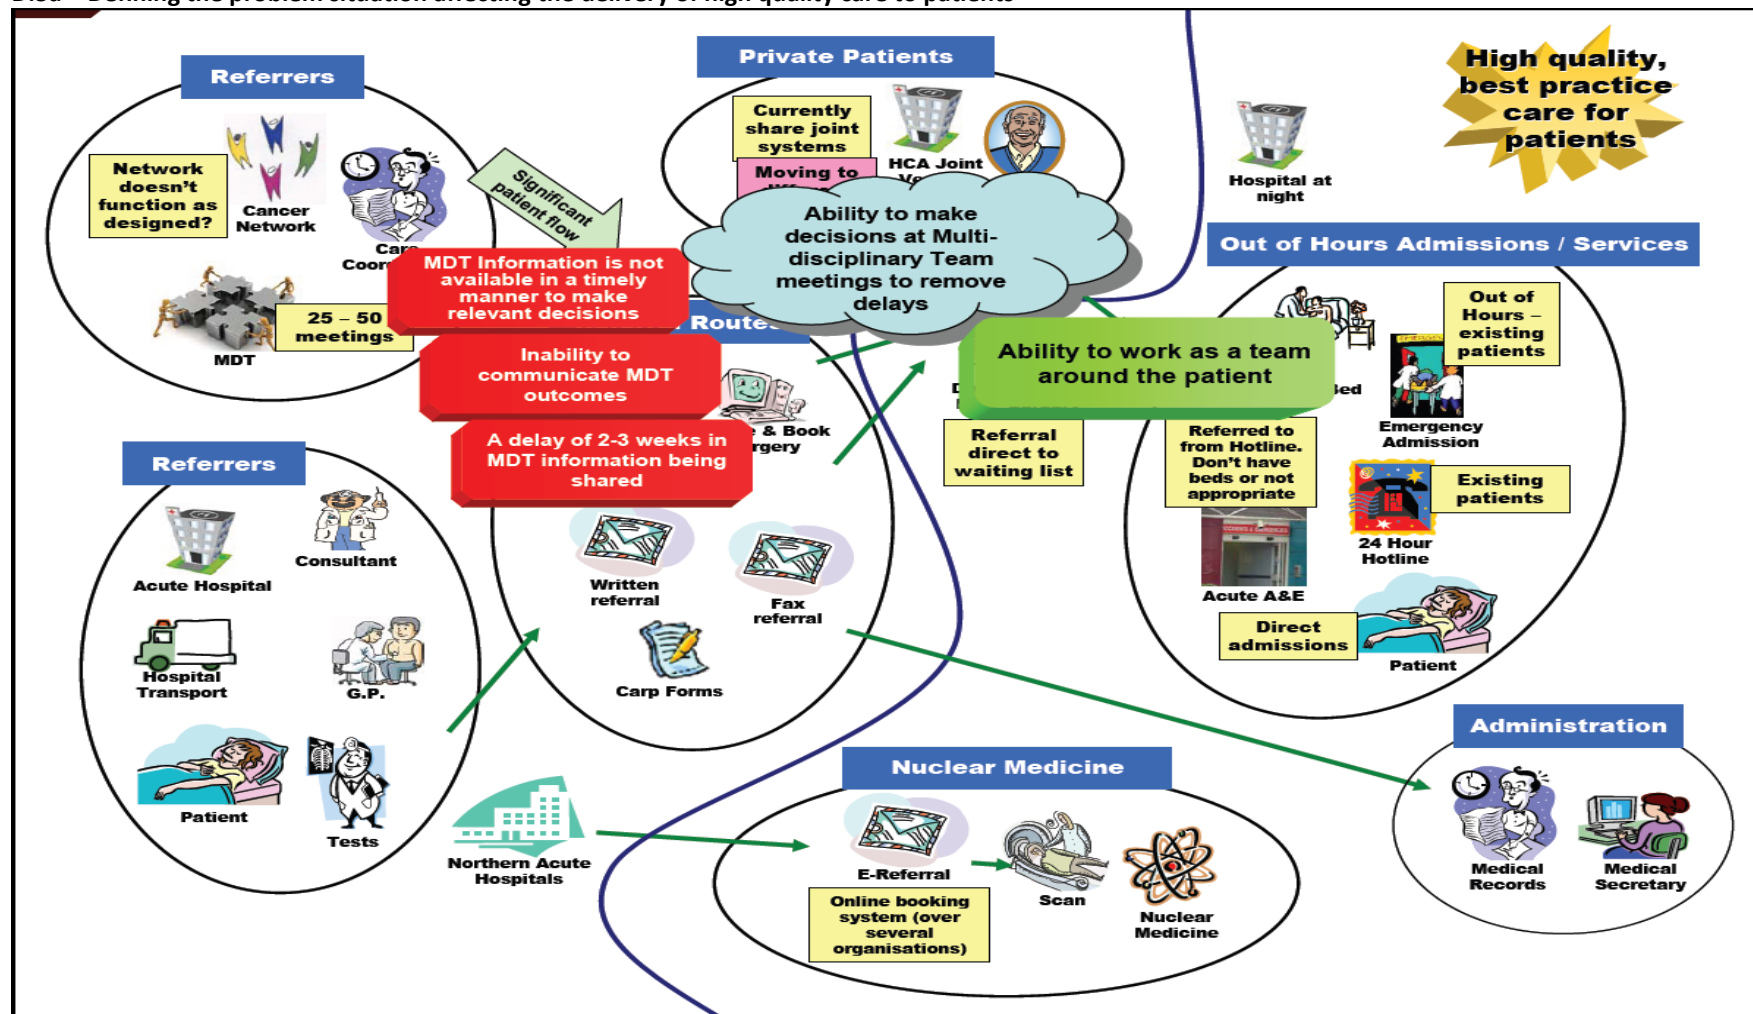 Referrers
Network
doesn't
function as
designed?
Cancer
Network
Care
25 – 50
meetings
MDT
Significant
patient flow
Private Patients
Currently
share joint
systems
Moving to
HCA Joint
Ability to make
decisions at Multi-
disciplinary Team
meetings to remove
delays
Hospital at
night
High quality,
best practice
care for
patients
MDT Information is not
available in a timely
manner to make
relevant decisions
Routes
Inability to
communicate MDT
outcomes
& Book
A delay of 2-3 weeks in
MDT information being
shared
Written
referral
Fax
referral
Carp Forms
Ability to work as a team
around the patient
Referral
direct to
waiting list
Out of Hours Admissions / Services
Out of
Hours –
existing
patients
Emergency
Admission
Referred to
from Hotline.
Don't have
beds or not
appropriate
Existing
patients
24 Hour
Hotline
Acute A&E
Direct
admissions
Patient
Referrers
Acute Hospital
Consultant
Hospital
Transport
G.P.
Patient
Tests
Northern Acute
Hospitals
Nuclear Medicine
E-Referral
Online booking
system (over
several
organisations)
Scan
Nuclear
Medicine
Administration
Medical
Records
Medical
Secretary